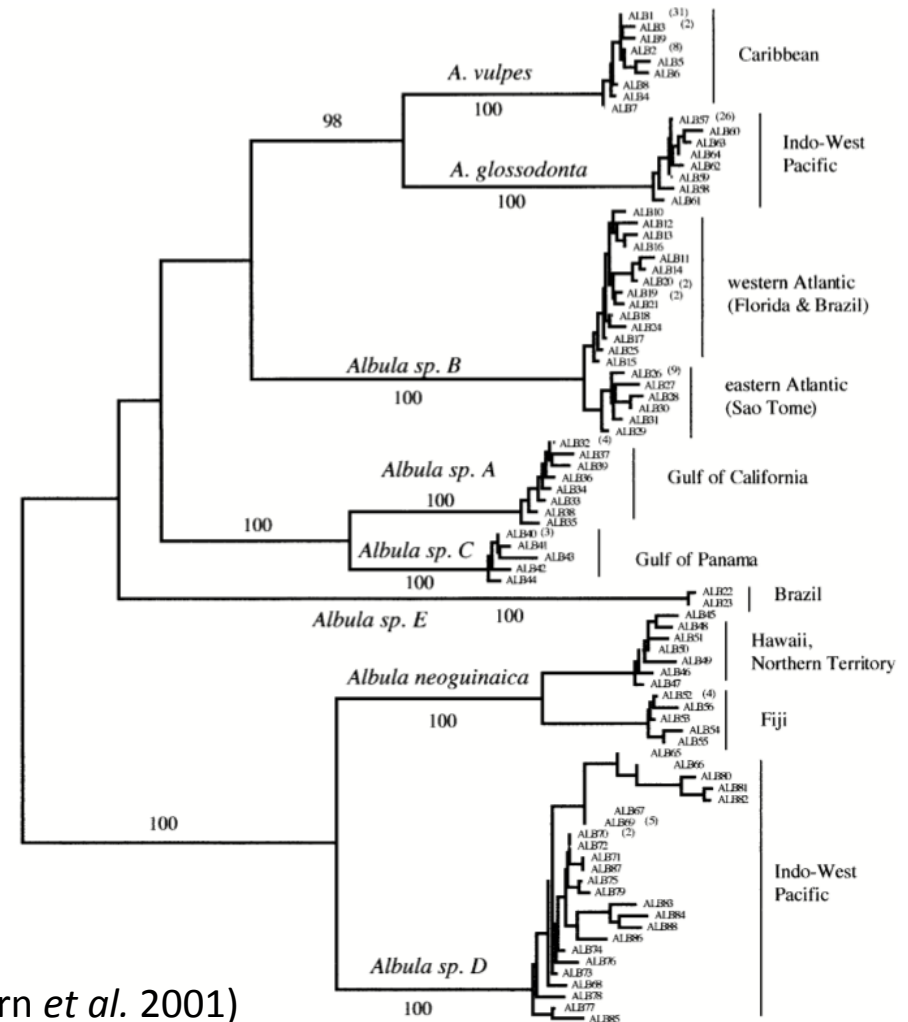 ALB1 (31)
ALB3 (2)
ALB9
ALB2 (8)
ALB5
ALB6
ALB8
ALB4
ALB7
Caribbean
A. vulpes
100
98
ALB57 (26)
ALB60
ALB63
ALB64
ALB62
ALB59
ALB58
ALB61
Indo-West
Pacific
A. glossodonta
100
ALB10
ALB12
ALB13
ALB16
ALB11
ALB14
ALB20 (2)
ALB19 (2)
ALB21
ALB18
ALB24
ALB17
ALB25
ALB15
western Atlantic
(Florida & Brazil)
Albula sp. B
100
ALB26 (9)
ALB27
ALB28
ALB30
ALB31
ALB29
eastern Atlantic
(Sao Tome)
ALB32 (4)
ALB37
ALB39
ALB36
ALB34
ALB33
ALB38
ALB35
Gulf of California
Albula sp. A
100
100
ALB40 (3)
ALB41
ALB43
ALB42
ALB44
Gulf of Panama
Albula sp. C
100
ALB22
ALB23
Brazil
Albula sp. E
100
ALB45
ALB48
ALB51
ALB50
ALB49
ALB46
ALB47
Hawaii,
Northern Territory
Albula neoguinaica
100
ALB52 (4)
ALB56
ALB53
ALB54
ALB55
Fiji
100
ALB65
ALB66
ALB80
ALB81
ALB82
ALB67
ALB69 (5)
ALB70 (2)
ALB72
ALB71
ALB87
ALB75
ALB79
ALB83
ALB84
ALB88
ALB86
ALB74
ALB76
ALB73
ALB68
ALB78
ALB77
ALB85
Indo-West
Pacific
Albula sp. D
100
rn et al. 2001)